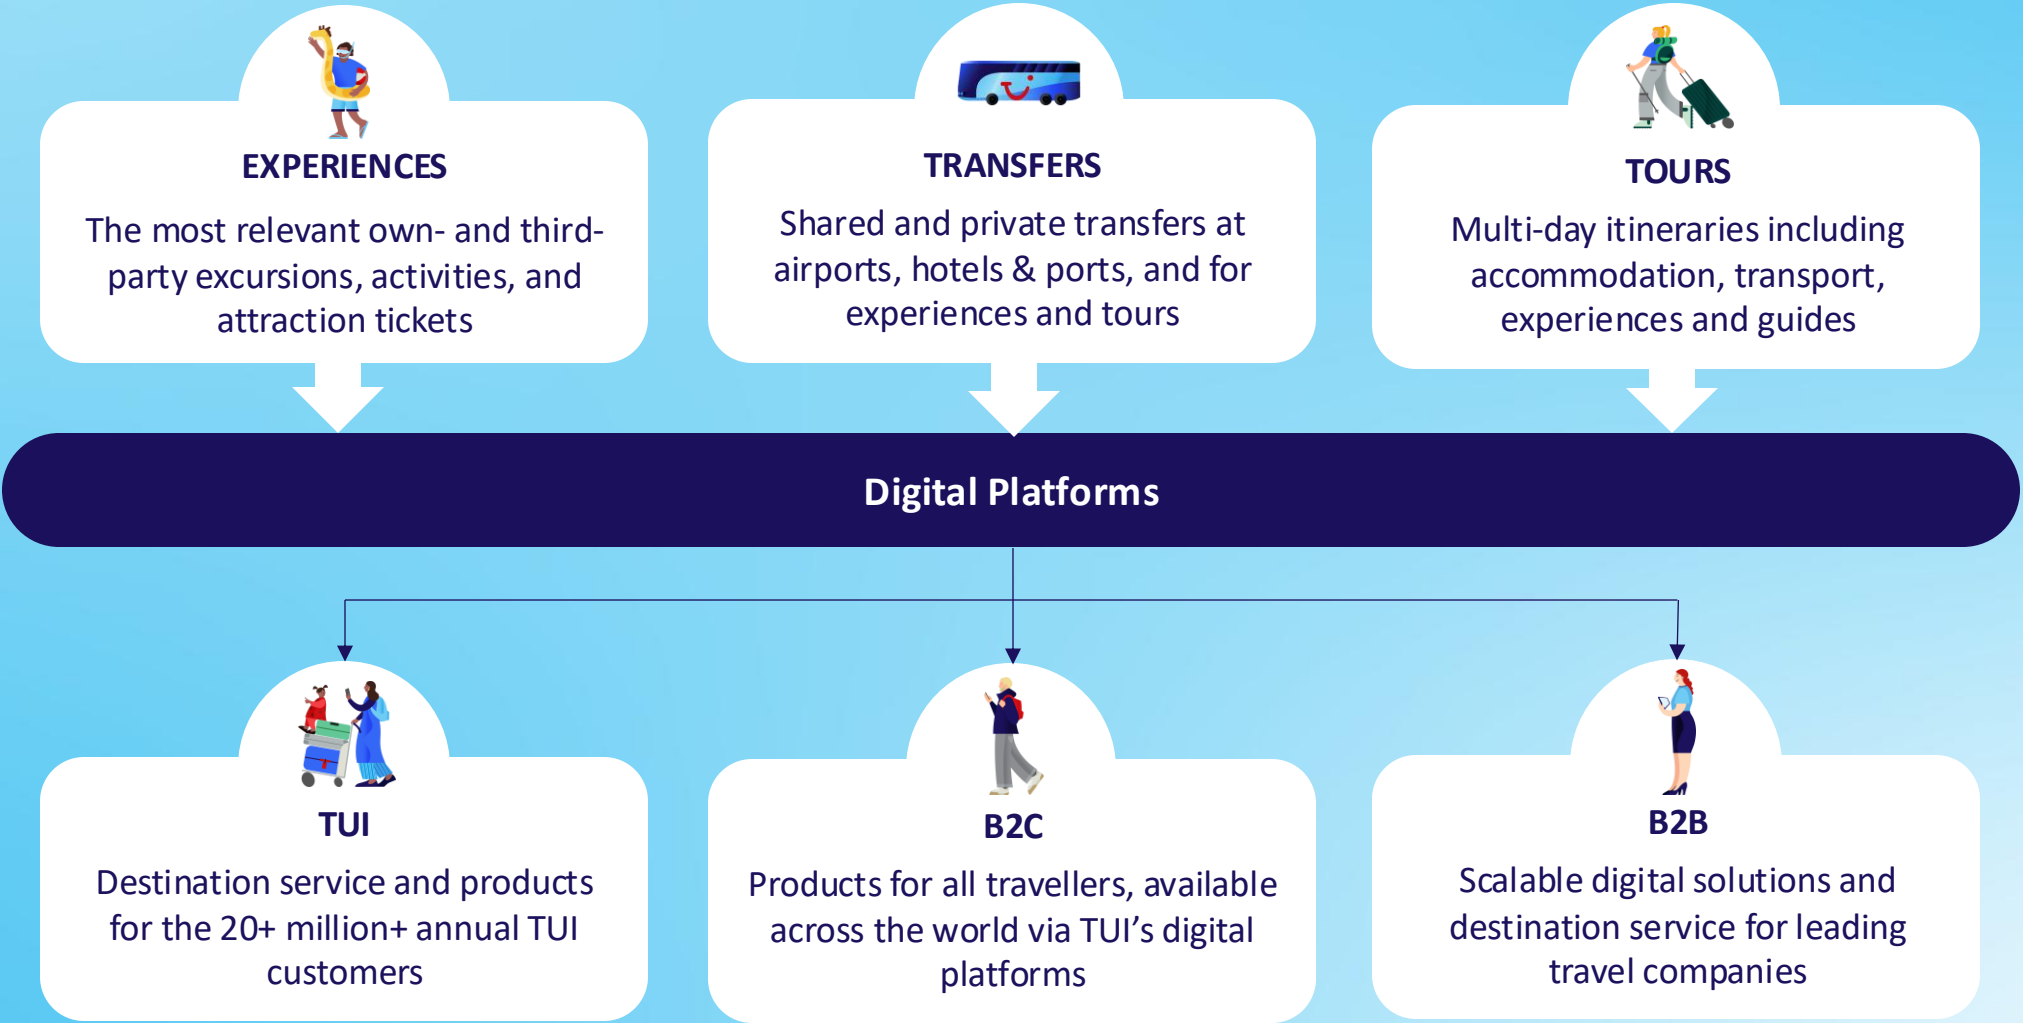 EXPERIENCES
The most relevant own- and third-
party excursions, activities, and
attraction tickets
TRANSFERS
Shared and private transfers at
airports, hotels & ports, and for
experiences and tours
TOURS
Multi-day itineraries including
accommodation, transport,
experiences and guides
Digital Platforms
TUI
Destination service and products
for the 20+ million+ annual TUI
customers
B2C
Products for all travellers, available
across the world via TUI’s digital
platforms
B2B
Scalable digital solutions and
destination service for leading
travel companies